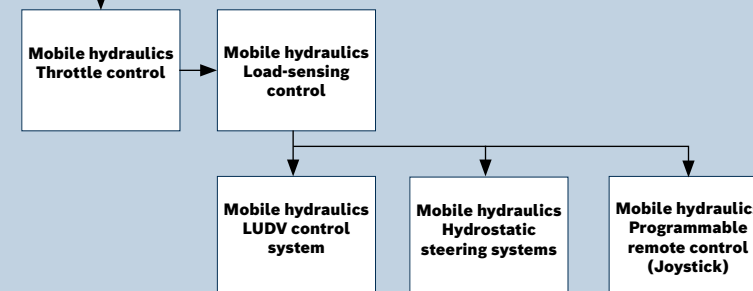 Mobile hydraulics
Throttle control
Mobile hydraulics
Load-sensing
control
Mobile hydraulics
LUDV control
system
Mobile hydraulics
Hydrostatic
steering systems
Mobile hydraulic
Programmable
remote control
(Joystick)